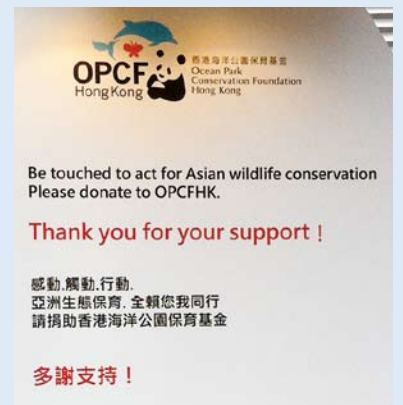 OPCF
Hong Kong
香港海洋公園保育基金
Ocean Park
Conservation Foundation
Hong Kong
Be touched to act for Asian wildlife conservation
Please donate to OPCFHK.
Thank you for your support !
感動.觸動.行動.
亞洲生態保育. 全賴您我同行
請捐助香港海洋公園保育基金
多謝支持！